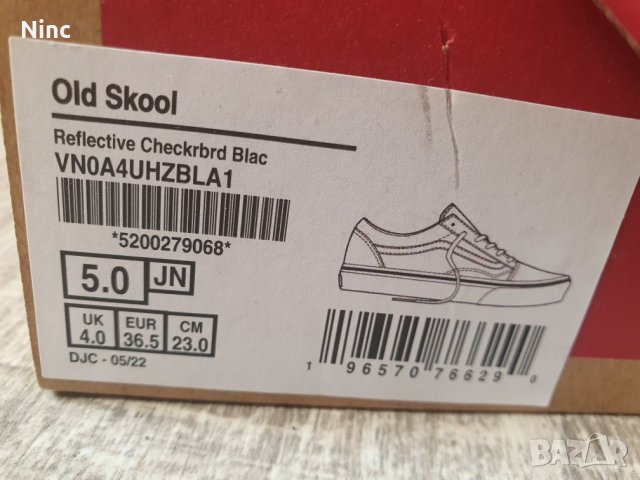 Ninc
Old Skool
Reflective Checkrbrd Blac
VN0A4UHZBLA1
*5200279068*
5.0 JN
UK EUR CM
4.0 36.5 23.0
DJC - 05/22
1 96570 76629 0
BAZAR